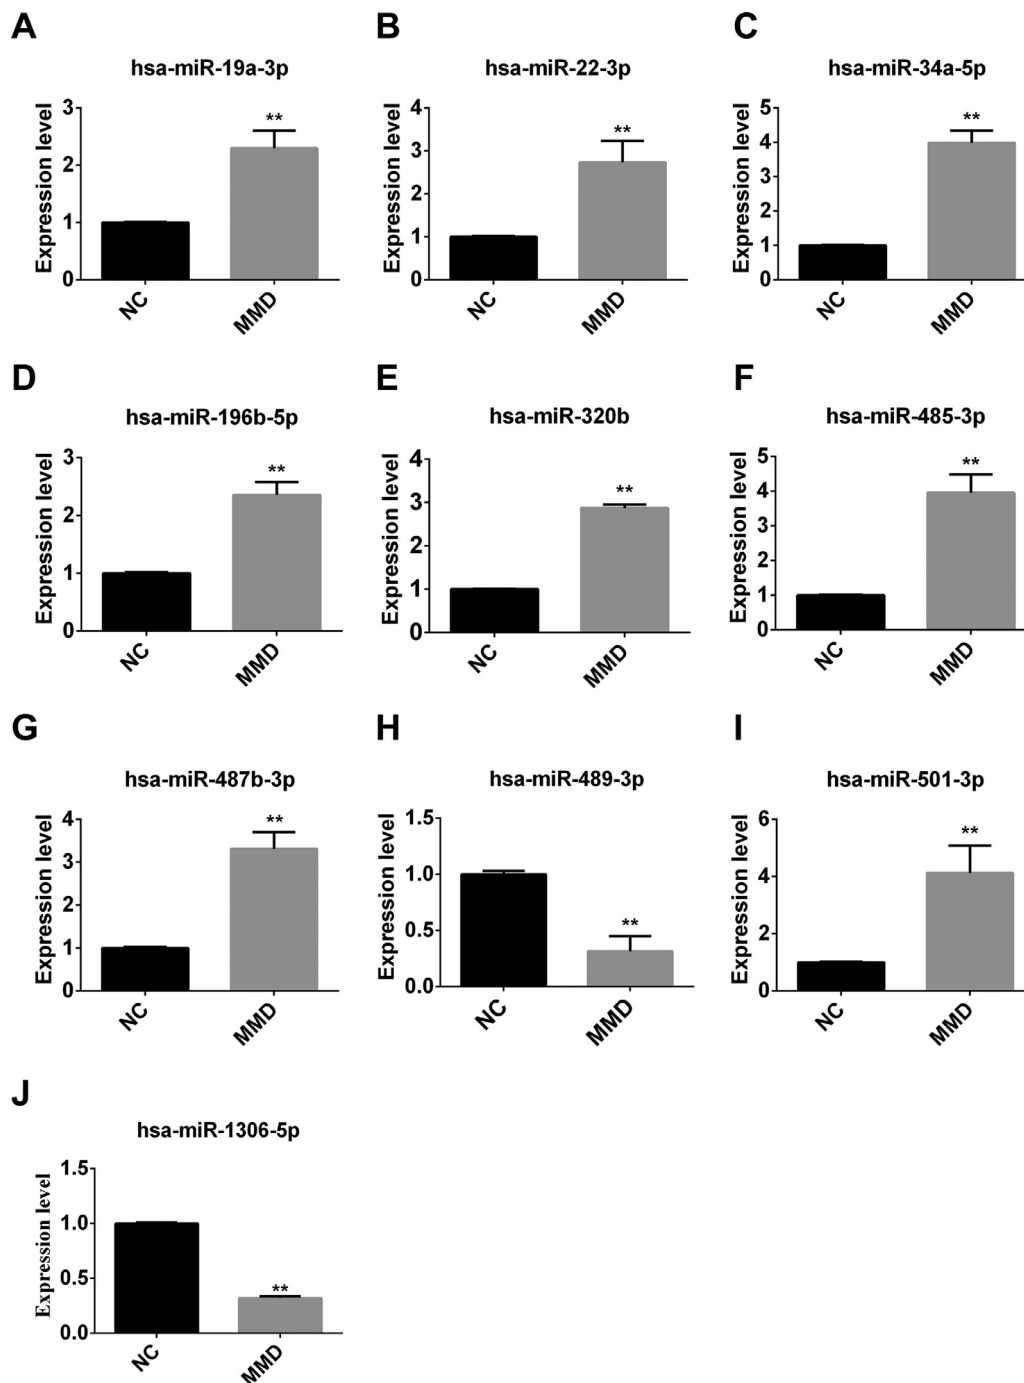 A
hsa-miR-19a-3p
Expression level
3
2
1
0
**
NC
MMD
B
hsa-miR-22-3p
Expression level
4
3
2
1
0
**
NC
MMD
C
hsa-miR-34a-5p
Expression level
5
4
3
2
1
0
**
NC
MMD
D
hsa-miR-196b-5p
Expression level
3
2
1
0
**
NC
MMD
E
hsa-miR-320b
Expression level
4
3
2
1
0
**
NC
MMD
F
hsa-miR-485-3p
Expression level
5
4
3
2
1
0
**
NC
MMD
G
hsa-miR-487b-3p
Expression level
4
3
2
1
0
**
NC
MMD
H
hsa-miR-489-3p
Expression level
1.5
1.0
0.5
0.0
**
NC
MMD
I
hsa-miR-501-3p
Expression level
6
4
2
0
**
NC
MMD
J
hsa-miR-1306-5p
Expression level
1.5
1.0
0.5
0.0
**
NC
MMD